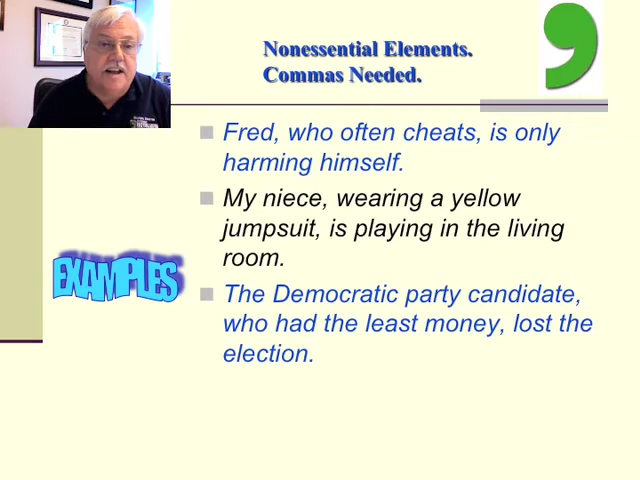 Nonessential Elements.
Commas Needed.
Fred, who often cheats, is only
harming himself.
My niece, wearing a yellow
jumpsuit, is playing in the living
room.
EXAMPLES
The Democratic party candidate,
who had the least money, lost the
election.